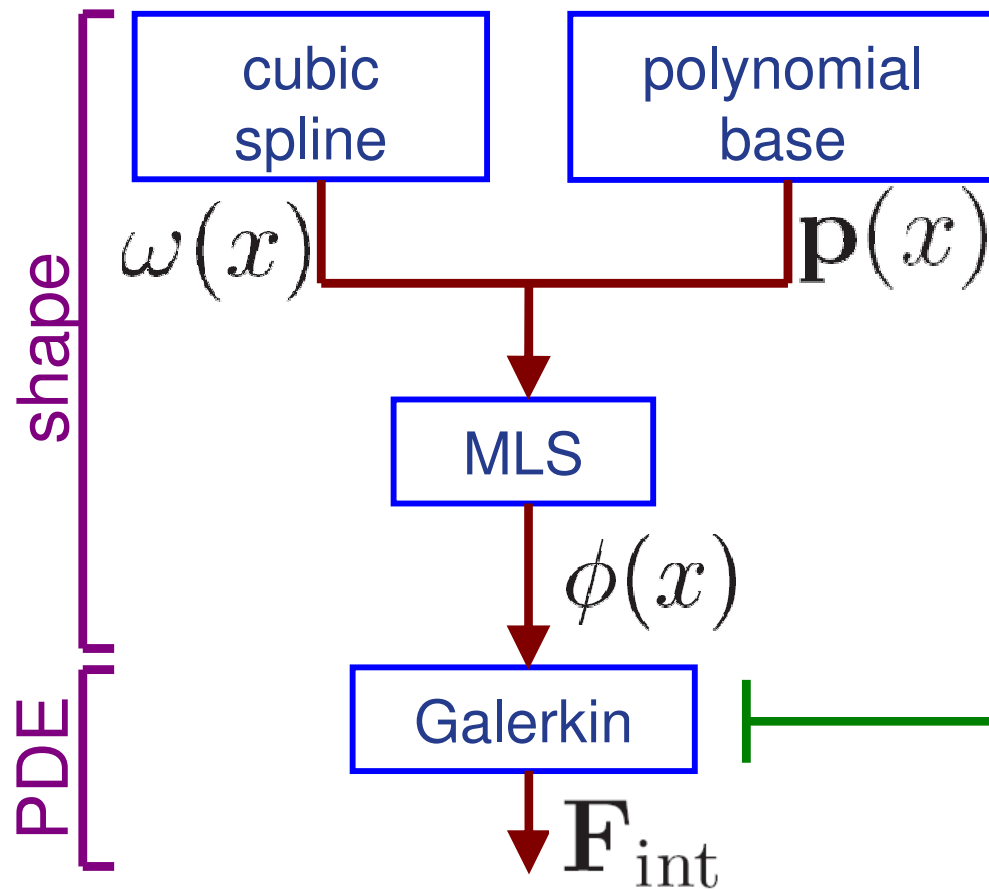 cubic
spline
polynomial
base
ω(x)
p(x)
shape
MLS
ϕ(x)
PDE
Galerkin
F_int